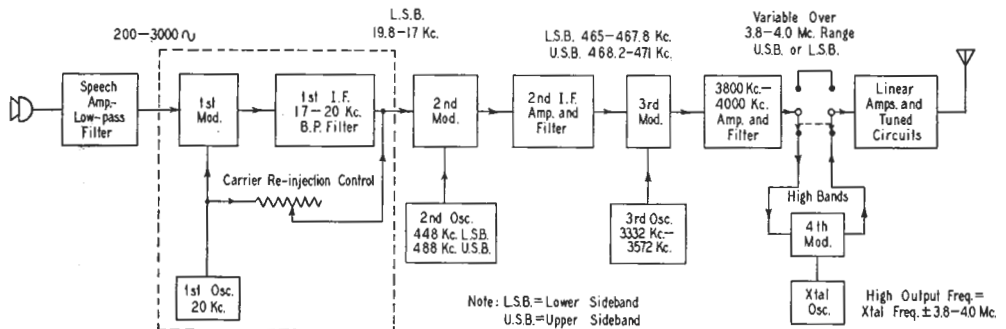 L.S.B.
19.8-17 Kc.
200-3000~
L.S.B. 465-467.8 Kc.
U.S.B. 468.2-471 Kc.
Variable Over
3.8-4.0 Mc. Range
U.S.B. or L.S.B.
Speech
Amp.-
Low-pass
Filter
1st
Mod.
1st I.F.
17-20 Kc.
B.P. Filter
2nd
Mod.
2nd I.F.
Amp. and
Filter
3rd
Mod.
3800 Kc.-
4000 Kc.
Amp. and
Filter
Linear
Amps. and
Tuned
Circuits
Carrier Re-injection Control
High Bands
2nd Osc.
448 Kc. L.S.B.
488 Kc. U.S.B.
3rd Osc.
3332 Kc.-
3572 Kc.
4th
Mod.
1st Osc.
20 Kc.
Xtal
Osc.
Note: L.S.B.=Lower Sideband
U.S.B.=Upper Sideband
High Output Freq.=
Xtal Freq.±3.8-4.0 Mc.